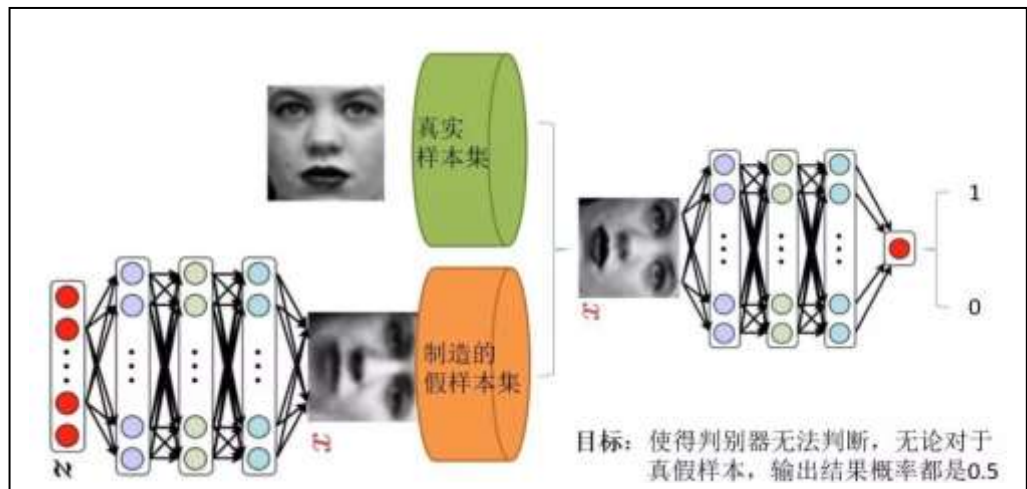 真实
样本集
制造的
假样本集
z
x
x
1
0
目标：使得判别器无法判断，无论对于
真假样本，输出结果概率都是0.5